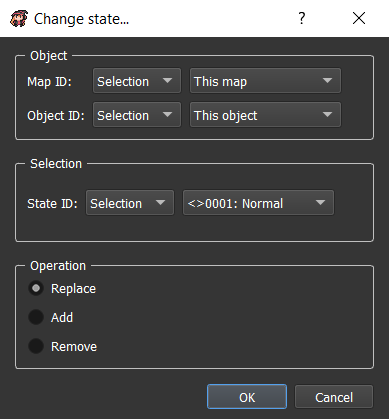 Change state...
?
Object
Map ID: Selection This map
Object ID: Selection This object
Selection
State ID: Selection <>0001: Normal
Operation
Replace
Add
Remove
OK Cancel